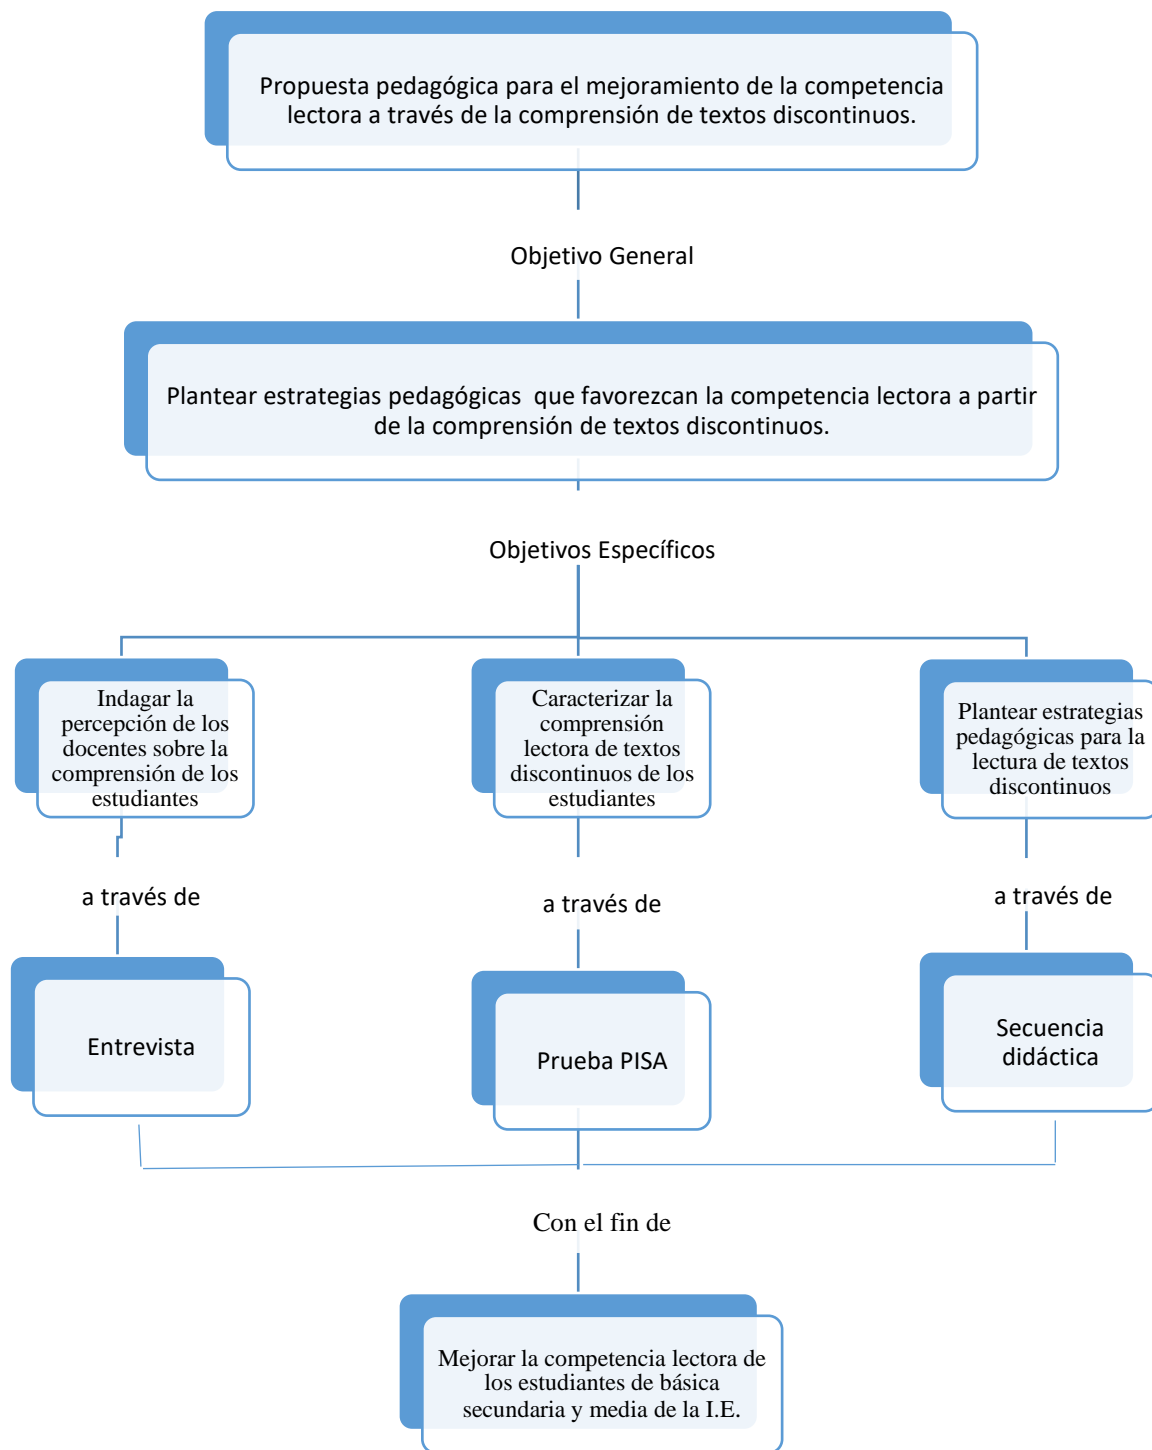 Propuesta pedagógica para el mejoramiento de la competencia
lectora a través de la comprensión de textos discontinuos.
Objetivo General
Plantear estrategias pedagógicas  que favorezcan la competencia lectora a partir
de la comprensión de textos discontinuos.
Objetivos Específicos
Indagar la
percepción de los
docentes sobre la
comprensión de los
estudiantes
Caracterizar la
comprensión
lectora de textos
discontinuos de los
estudiantes
Plantear estrategias
pedagógicas para la
lectura de textos
discontinuos
a través de
a través de
a través de
Entrevista
Prueba PISA
Secuencia
didáctica
Con el fin de
Mejorar la competencia lectora de
los estudiantes de básica
secundaria y media de la I.E.